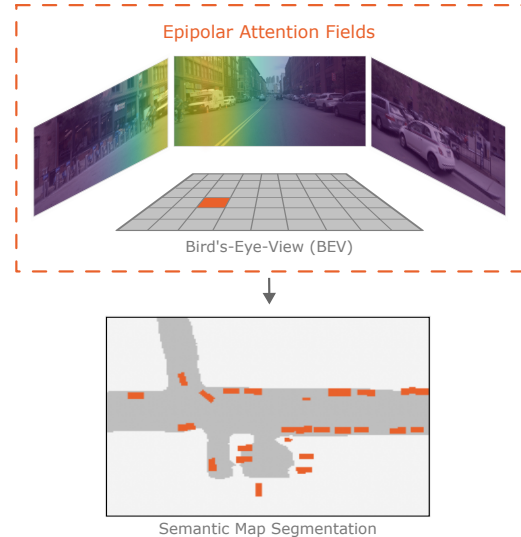 Epipolar Attention Fields
Bird's-Eye-View (BEV)
Semantic Map Segmentation